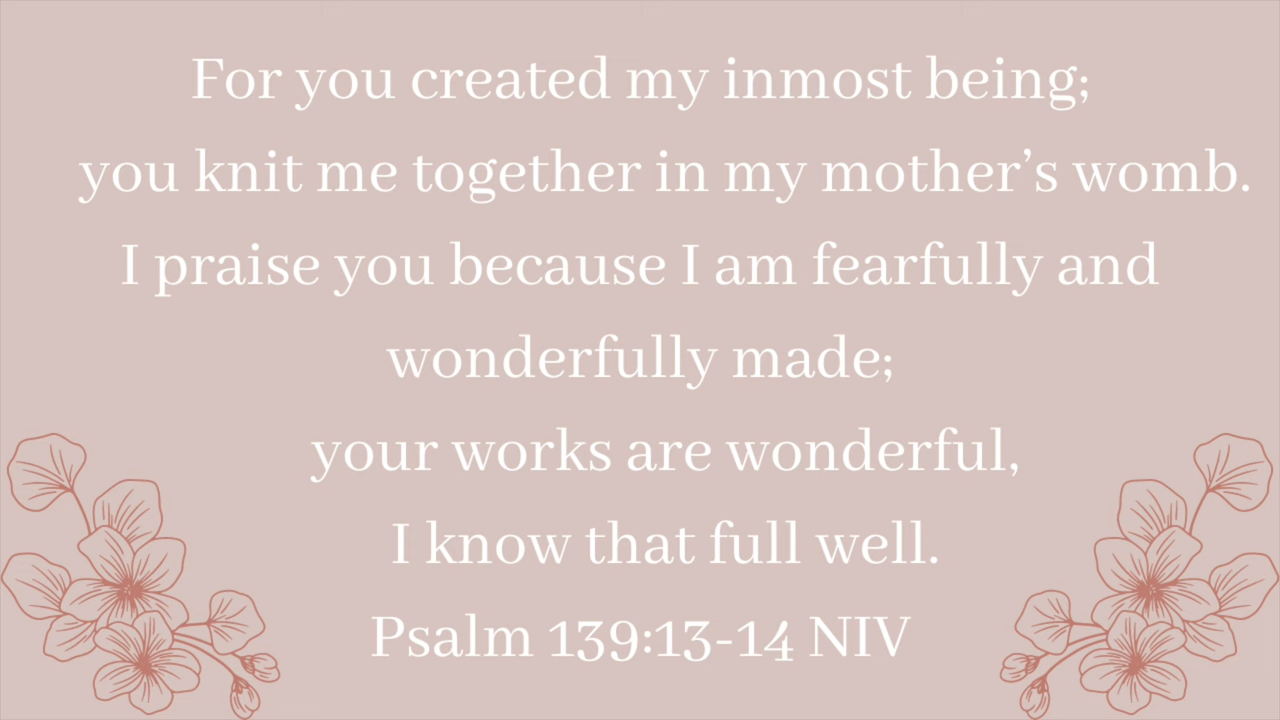 For you created my inmost being;
you knit me together in my mother’s womb.
I praise you because I am fearfully and
wonderfully made;
your works are wonderful,
I know that full well.
Psalm 139:13-14 NIV